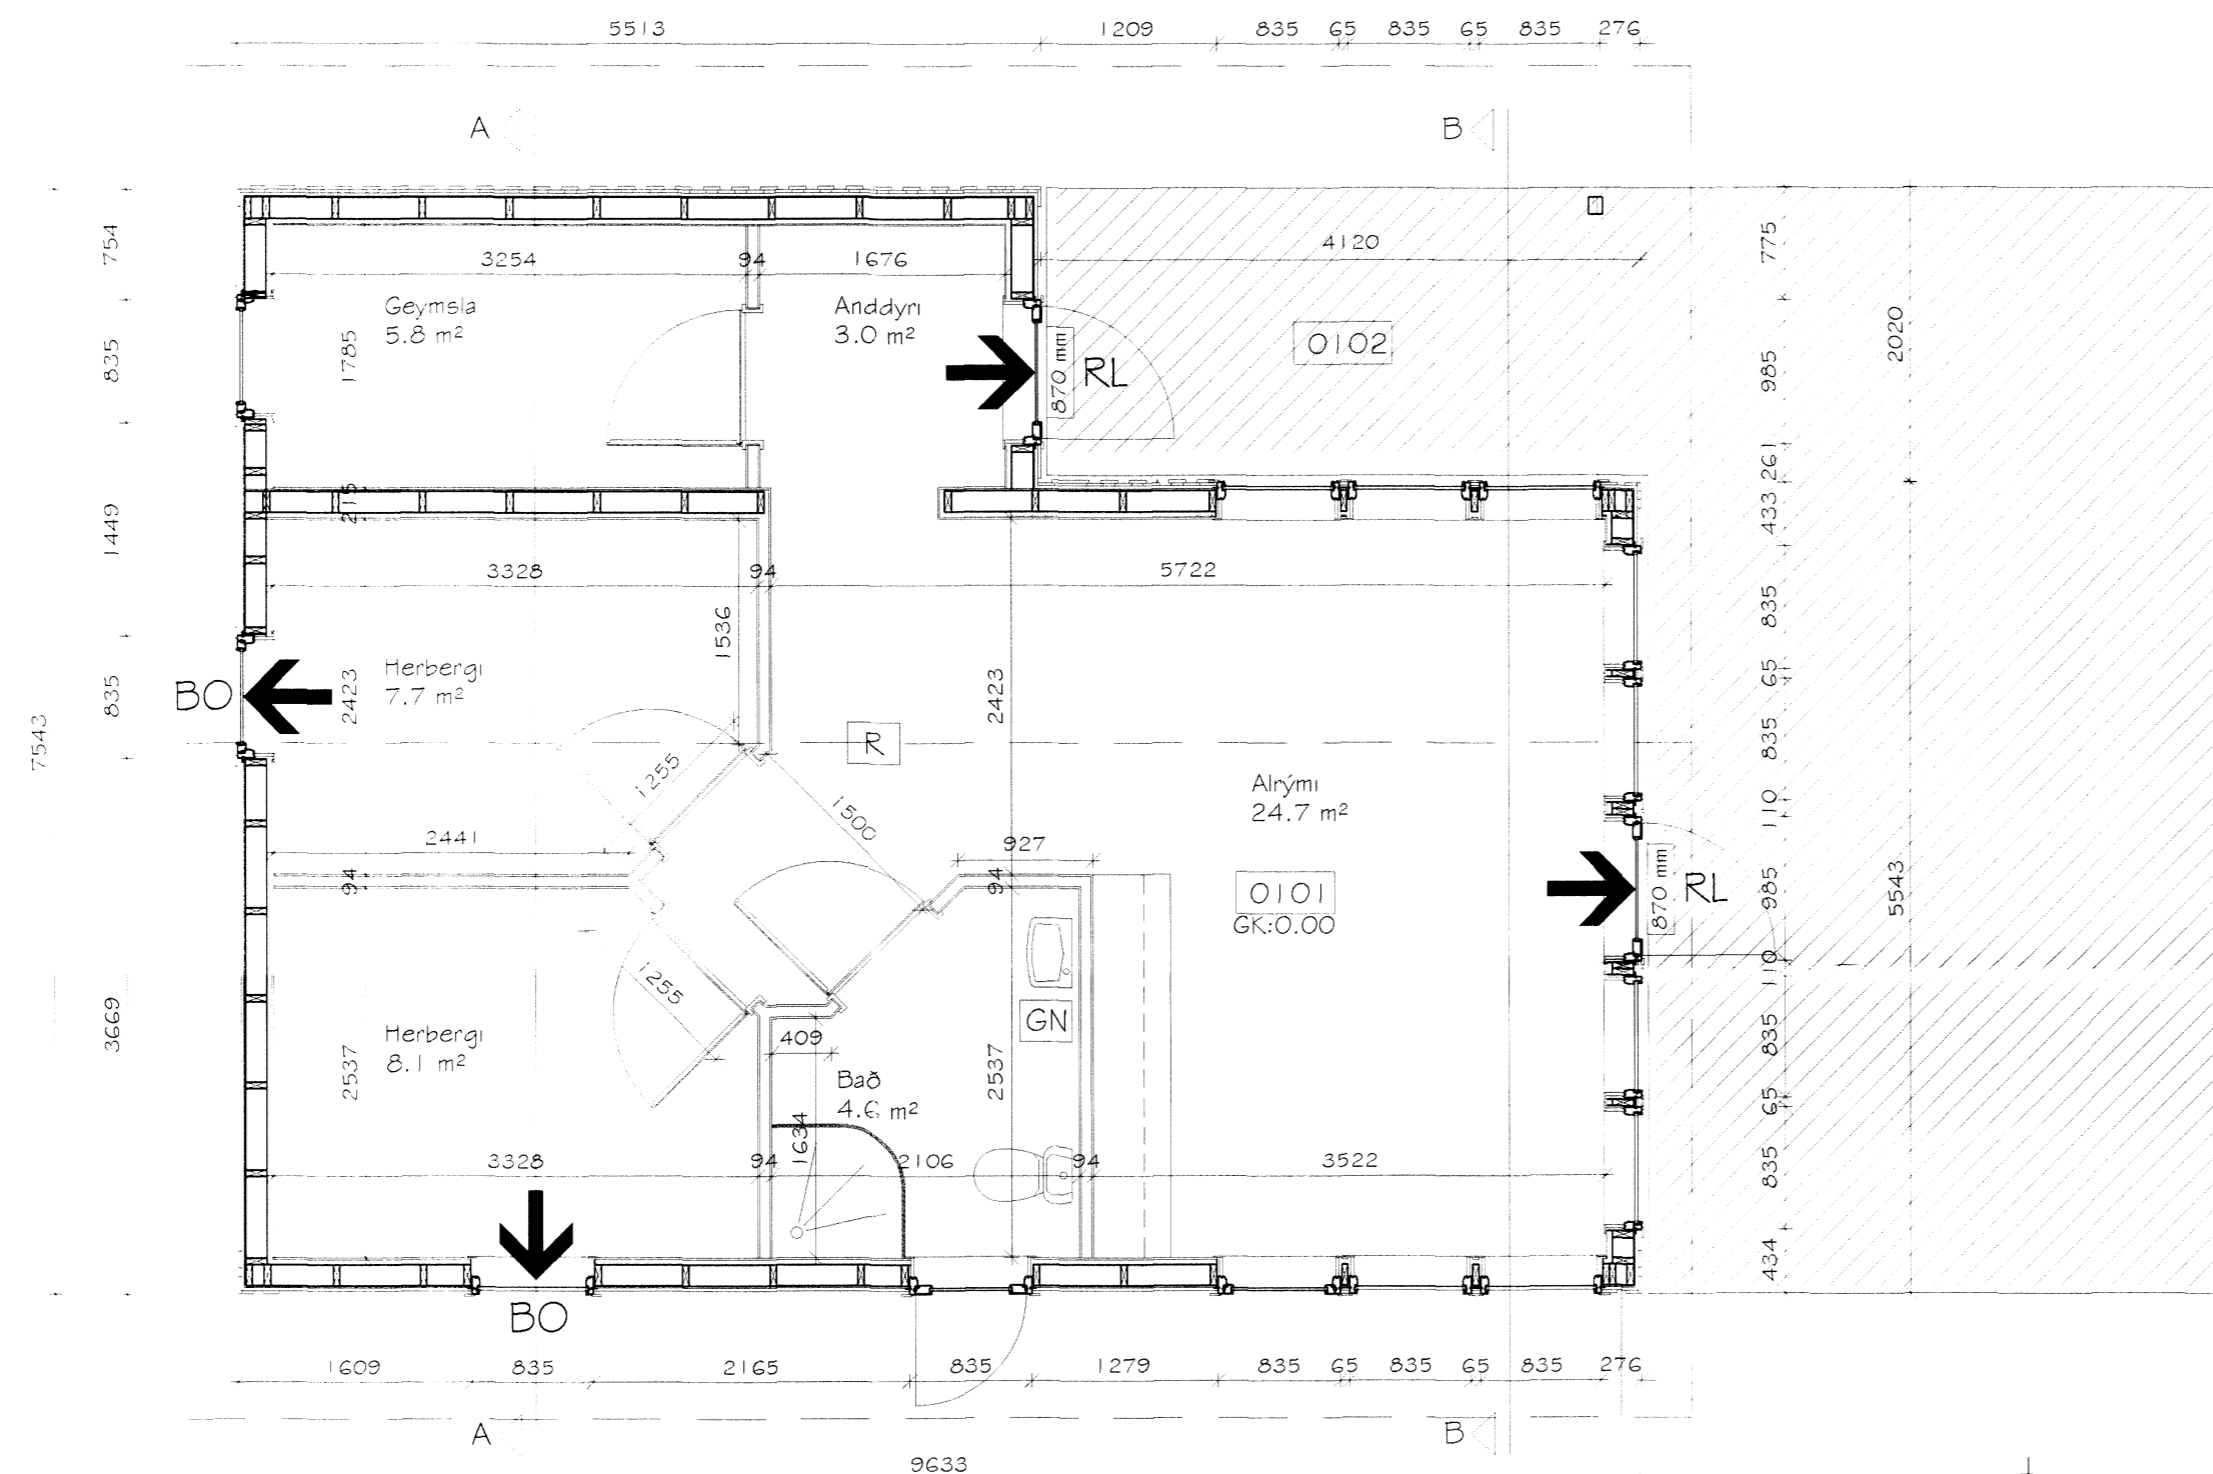 5513 1209 835 65 835 65 835 276
A B
754
775
3254 94 1676 4120
Geymsla
5.8 m²
Anddyri
3.0 m²
835
1785
870 mm
RL
0102
985
2020
261
215
1449
433
3328 94 5722
1536
835
Herbergi
7.7 m²
BO
835
2423
2423
65
7543
R
835
1255
1500
Alrými
24.7 m²
110
2441
927
94
94
0101
GK:0.00
870 mm
RL
985
5543
110
1255
GN
3669
Herbergi
8.1 m²
409
2537
2537
835
Bað
4.6 m²
65
1634
3328 94 2106 94 3522
835
434
BO
1609 835 2165 835 1279 835 65 835 65 835 276
A B
9633